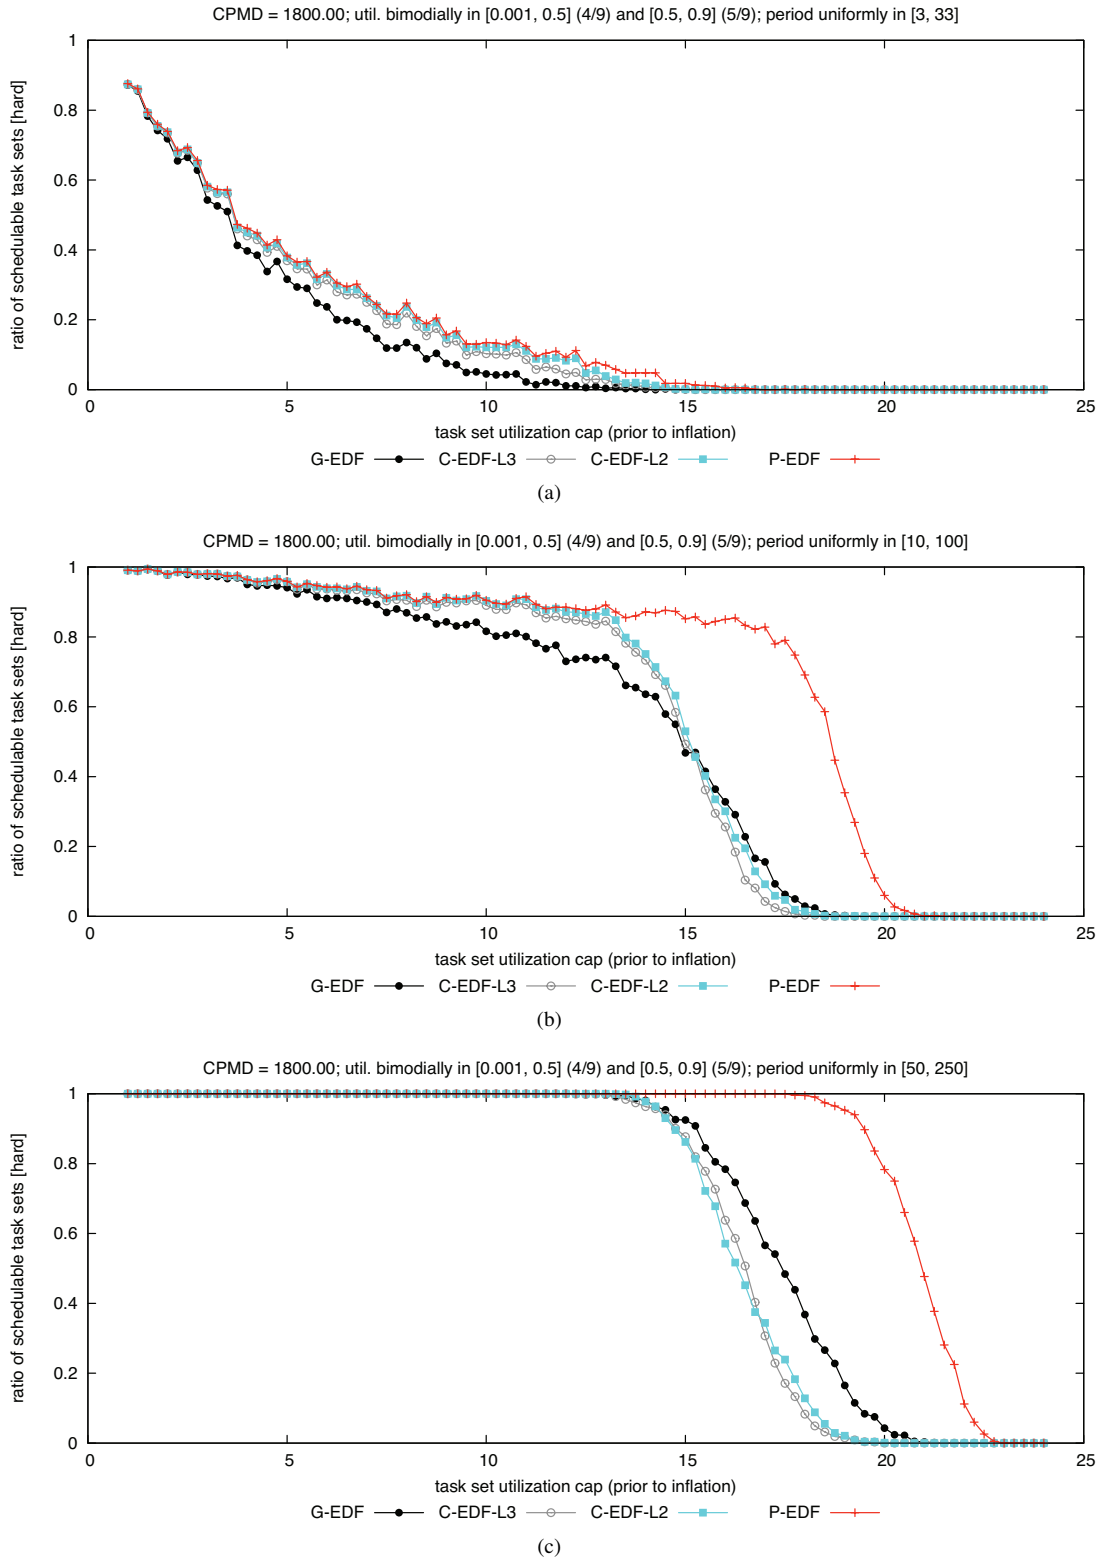 CPMD = 1800.00; util. bimodially in [0.001, 0.5] (4/9) and [0.5, 0.9] (5/9); period uniformly in [3, 33]
1
0.8
0.6
0.4
0.2
0
ratio of schedulable task sets [hard]
0 5 10 15 20 25
task set utilization cap (prior to inflation)
G-EDF C-EDF-L3 C-EDF-L2 P-EDF
(a)
CPMD = 1800.00; util. bimodially in [0.001, 0.5] (4/9) and [0.5, 0.9] (5/9); period uniformly in [10, 100]
1
0.8
0.6
0.4
0.2
0
ratio of schedulable task sets [hard]
0 5 10 15 20 25
task set utilization cap (prior to inflation)
G-EDF C-EDF-L3 C-EDF-L2 P-EDF
(b)
CPMD = 1800.00; util. bimodially in [0.001, 0.5] (4/9) and [0.5, 0.9] (5/9); period uniformly in [50, 250]
1
0.8
0.6
0.4
0.2
0
ratio of schedulable task sets [hard]
0 5 10 15 20 25
task set utilization cap (prior to inflation)
G-EDF C-EDF-L3 C-EDF-L2 P-EDF
(c)